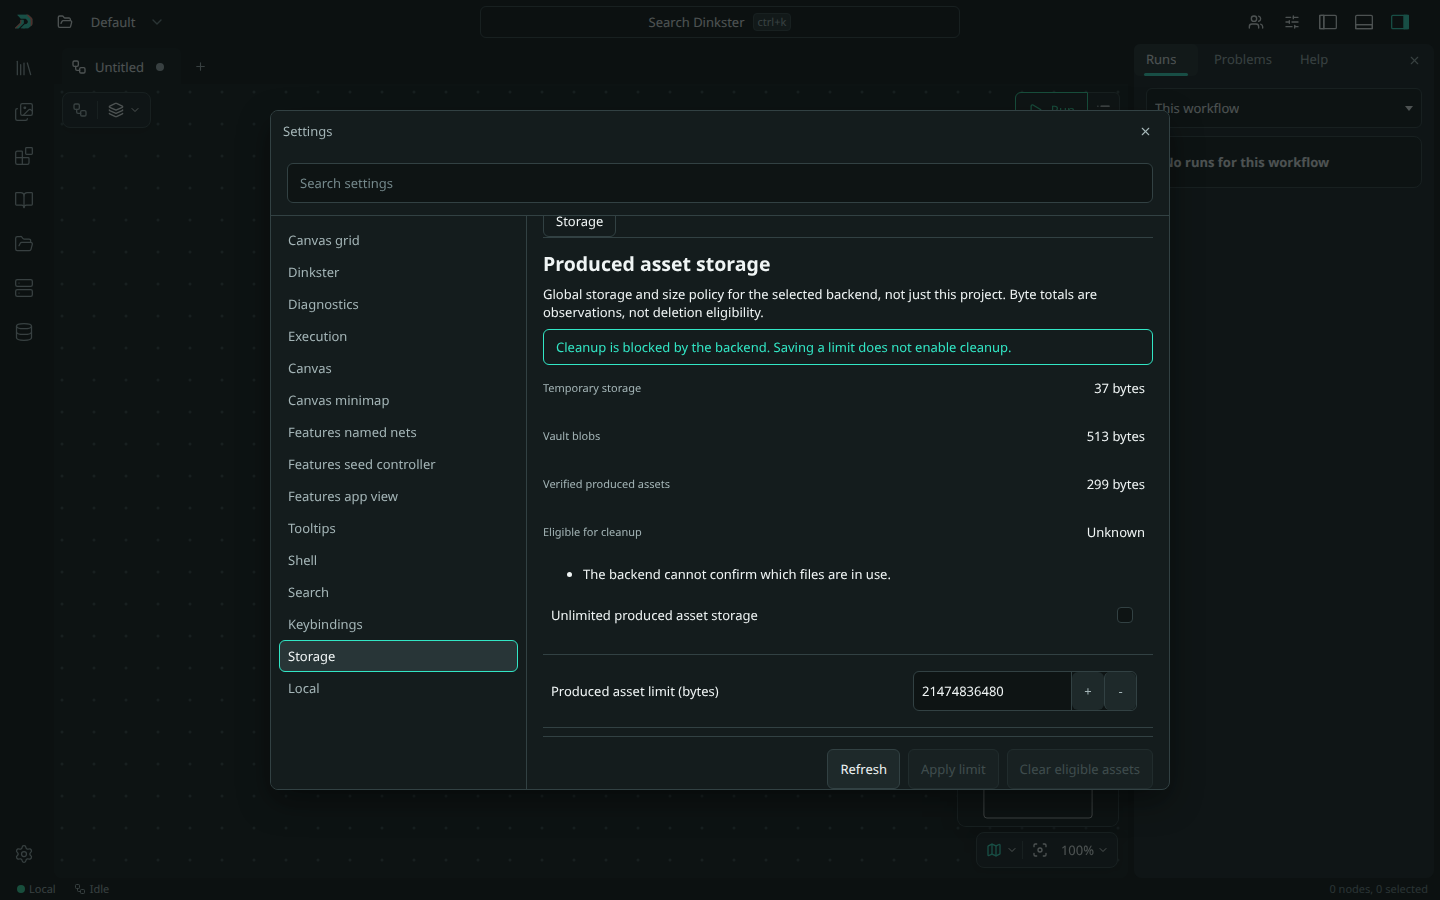 Default
Search Dinkster ctrl+k
Untitled
Runs Problems Help
This workflow
No runs for this workflow
Run
Settings
Search settings
Canvas grid
Dinkster
Diagnostics
Execution
Canvas
Canvas minimap
Features named nets
Features seed controller
Features app view
Tooltips
Shell
Search
Keybindings
Storage
Local
Storage
Produced asset storage
Global storage and size policy for the selected backend, not just this project. Byte totals are
observations, not deletion eligibility.
Cleanup is blocked by the backend. Saving a limit does not enable cleanup.
Temporary storage 37 bytes
Vault blobs 513 bytes
Verified produced assets 299 bytes
Eligible for cleanup Unknown
• The backend cannot confirm which files are in use.
Unlimited produced asset storage
Produced asset limit (bytes) 21474836480 + -
Refresh Apply limit Clear eligible assets
100%
Local Idle
0 nodes, 0 selected